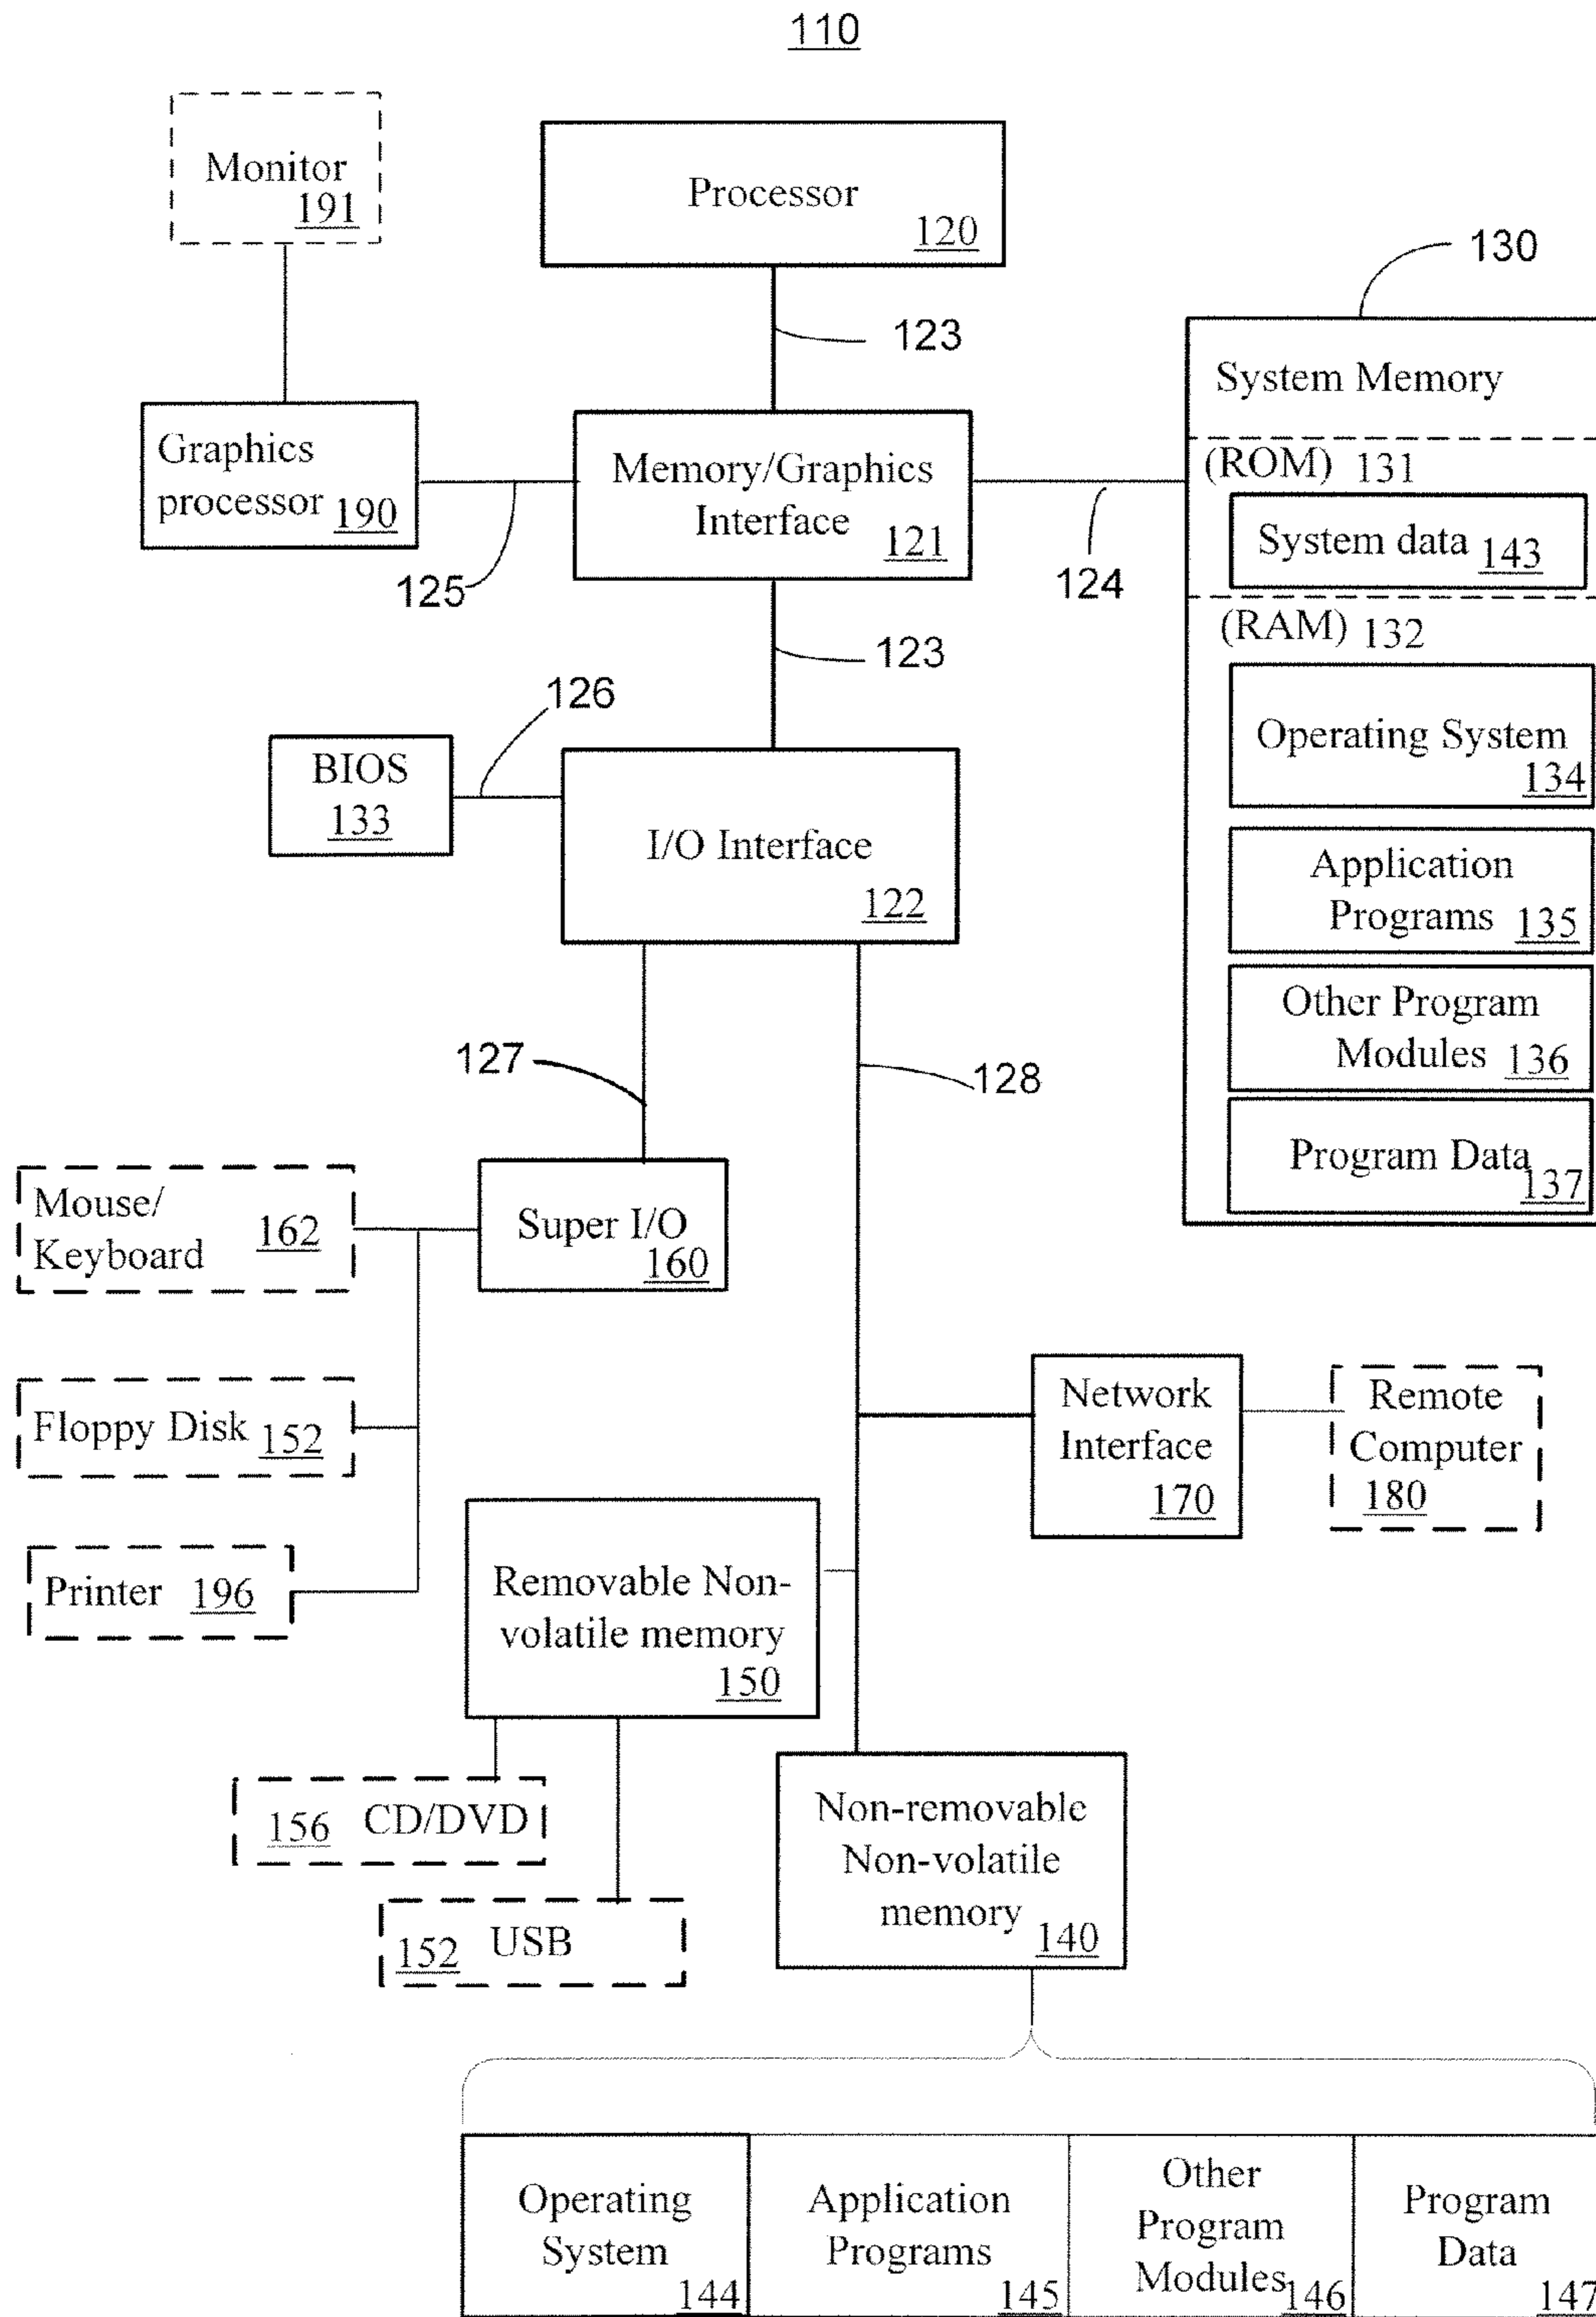 110
Monitor
191
Processor
120
130
123
System Memory
Graphics
processor 190
Memory/Graphics
Interface
121
(ROM) 131
System data 143
125
124
(RAM) 132
123
126
Operating System
134
BIOS
133
I/O Interface
122
Application
Programs 135
Other Program
Modules 136
127
128
Program Data
137
Mouse/
Keyboard 162
Super I/O
160
Network
Interface
170
Remote
Computer
180
Floppy Disk 152
Removable Non-
volatile memory
150
Printer 196
156 CD/DVD
Non-removable
Non-volatile
memory
140
152 USB
Operating
System
144
Application
Programs
145
Other
Program
Modules 146
Program
Data
147